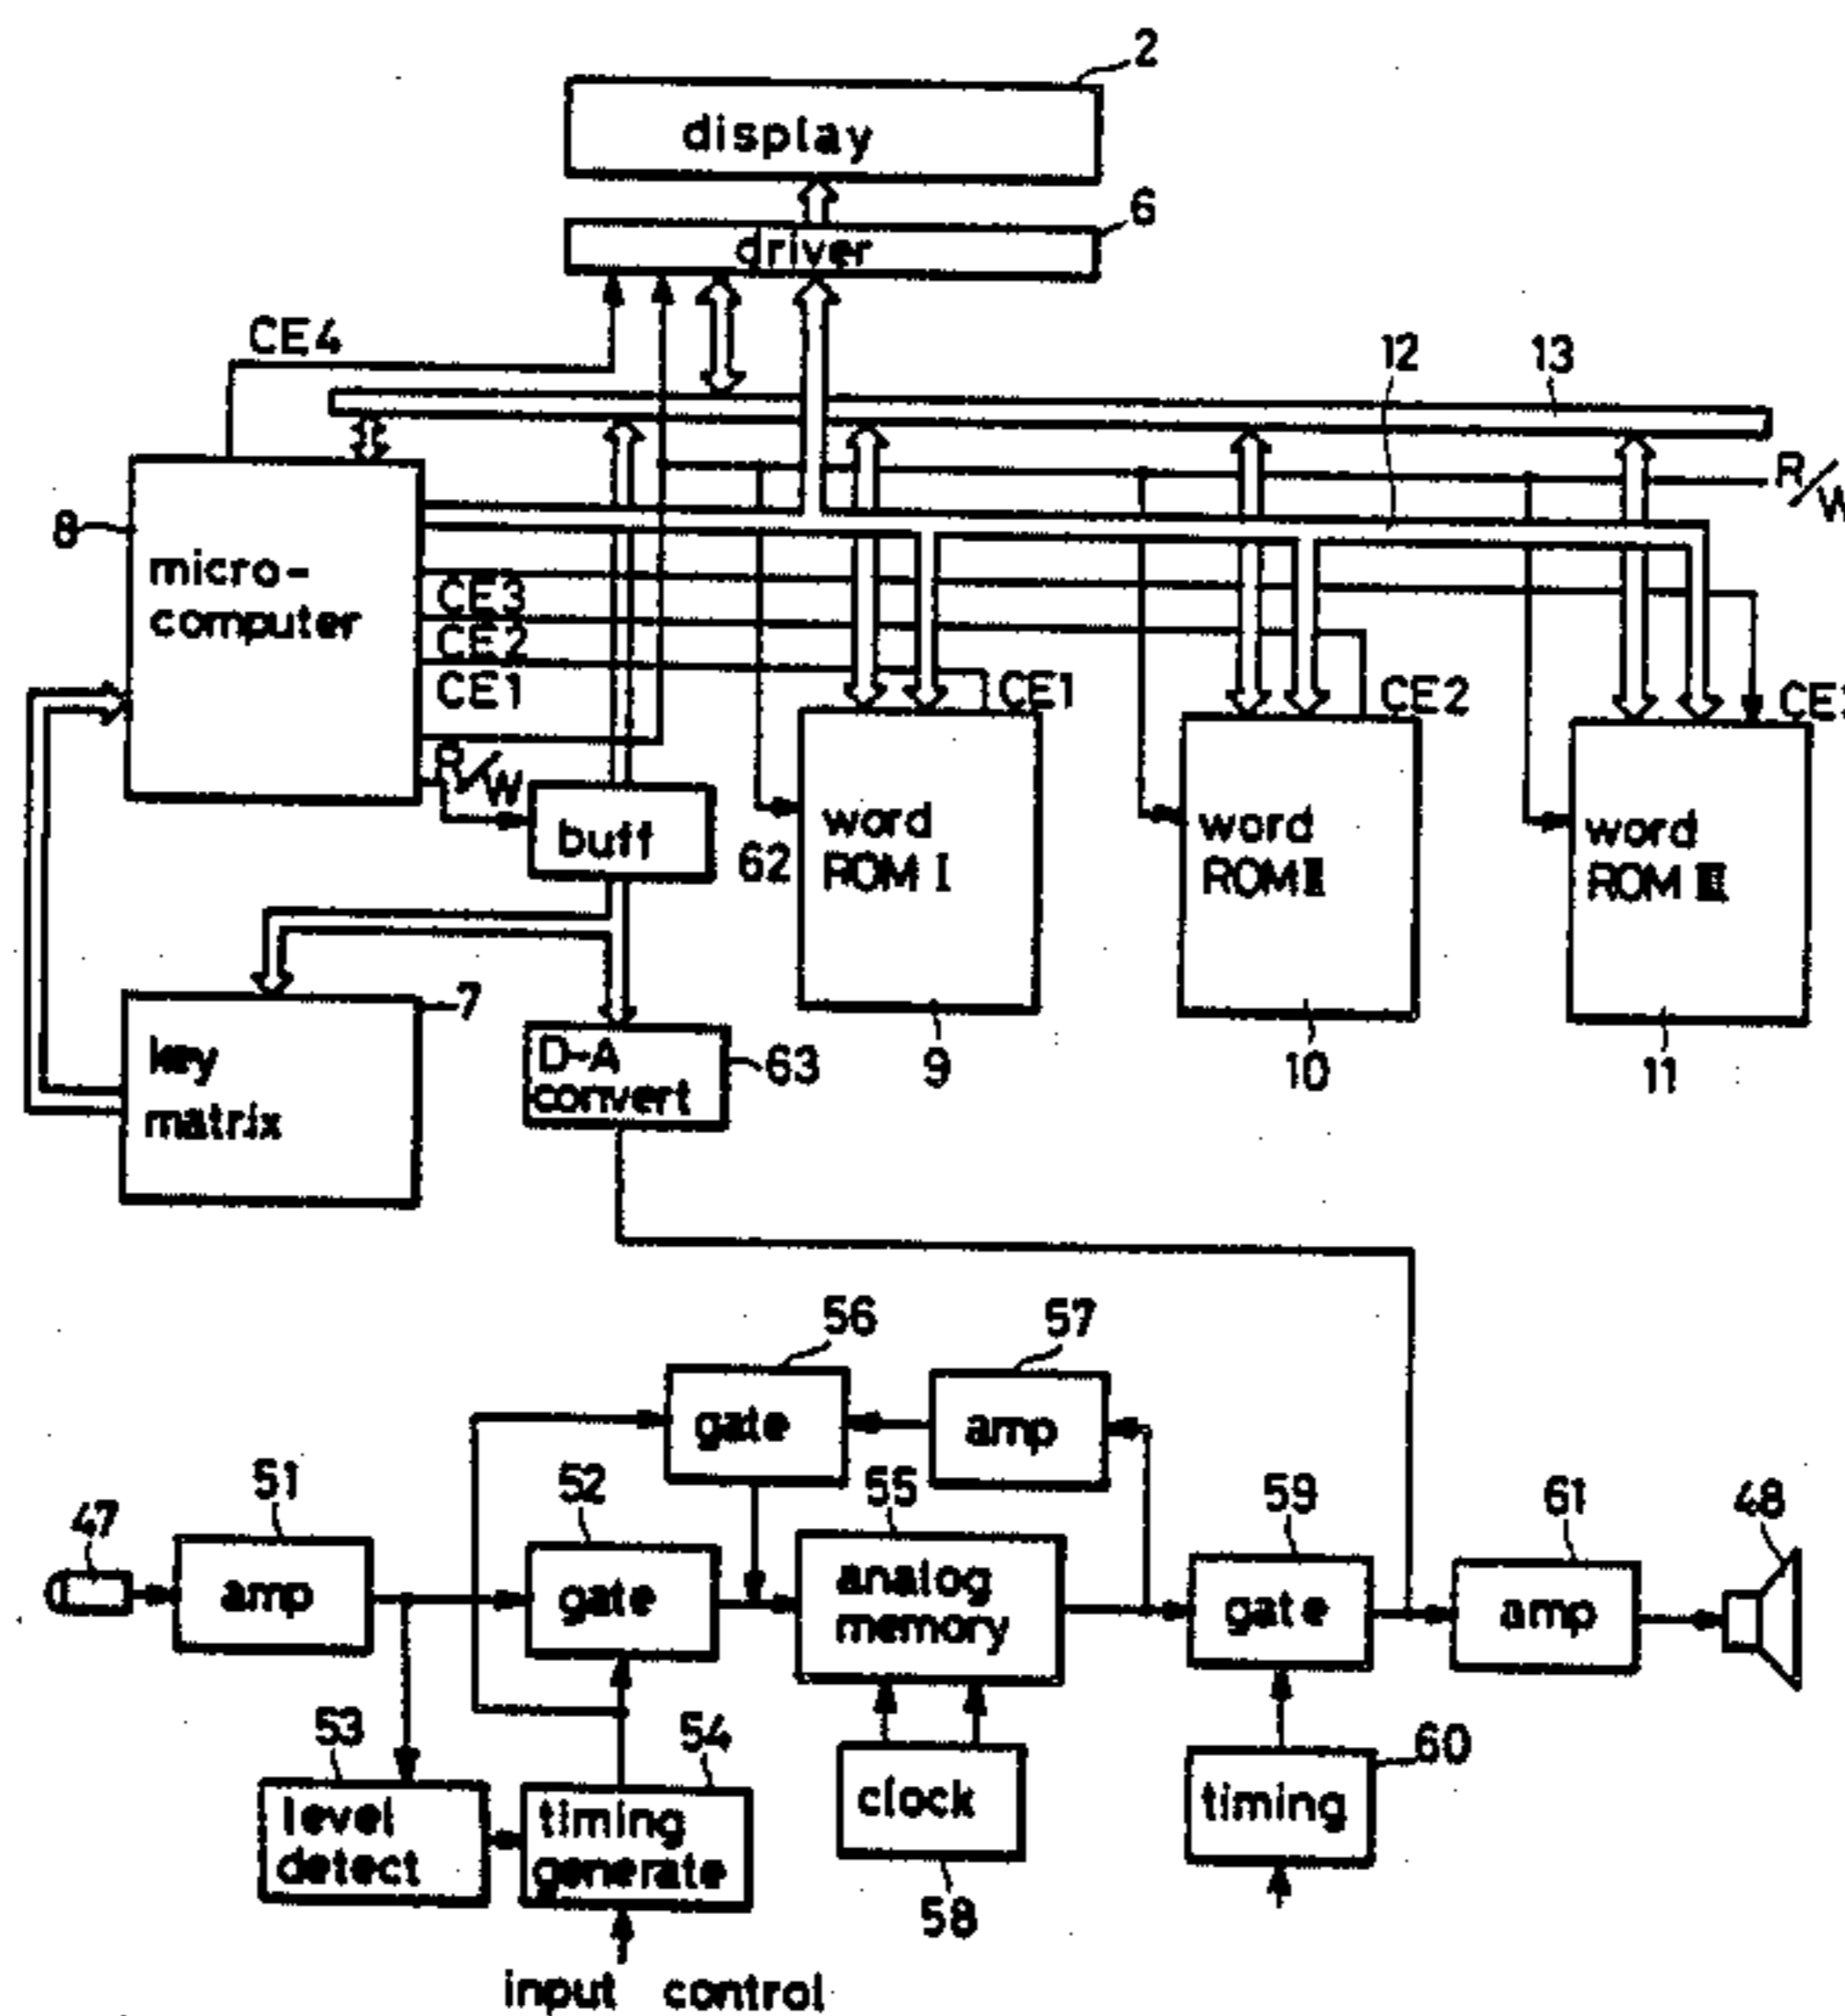 2
display
6
driver
CE4
12
13
R/W
8
micro-
computer
CE3
CE2
CE1
R/W
CE1
CE2
buff
62
word
ROM I
word
ROM II
word
ROM III
7
key
matrix
D-A
convert
63
9
10
11
56
57
gate
amp
47
51
52
55
59
61
48
amp
gate
analog
memory
gate
amp
53
54
60
level
detect
timing
generate
clock
timing
58
input control